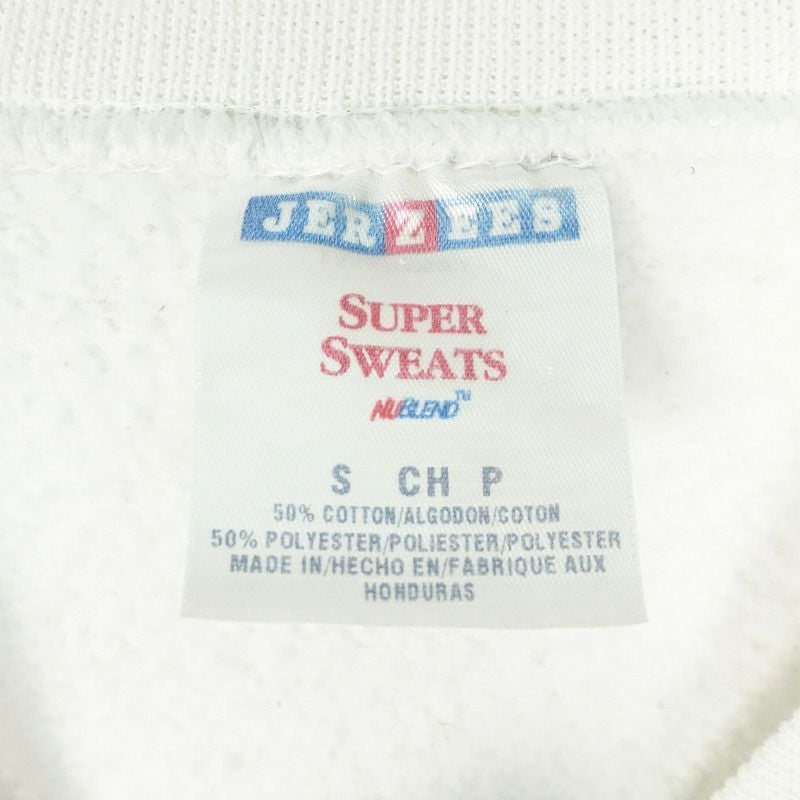 JERZEES
SUPER
SWEATS
NUBLEND™
S CH P
50% COTTON/ALGODON/COTON
50% POLYESTER/POLIESTER/POLYESTER
MADE IN/HECHO EN/FABRIQUE AUX
HONDURAS